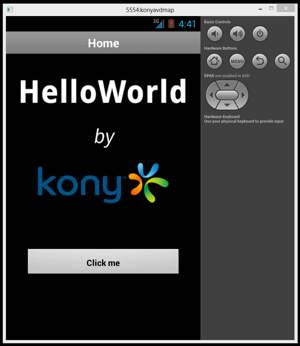 5554:konyavdmap
3G 4:41
Home
HelloWorld
by
kony
Click me
Basic Controls
Hardware Buttons
MENU
DPAD not enabled in AVD
Hardware Keyboard
Use your physical keyboard to provide input